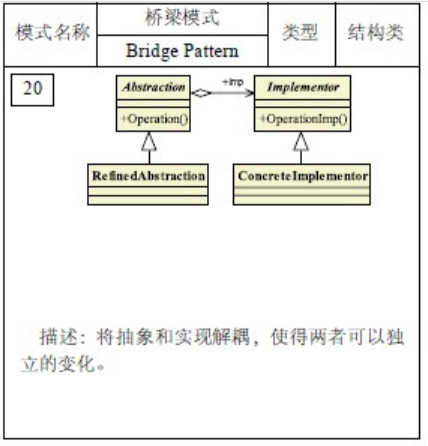 模式名称
桥梁模式
Bridge Pattern
类型
结构类
20
Abstraction
+Operation()
+imp
Implementor
+OperationImp()
RefinedAbstraction
ConcreteImplementor
描述：将抽象和实现解耦，使得两者可以独
立的变化。